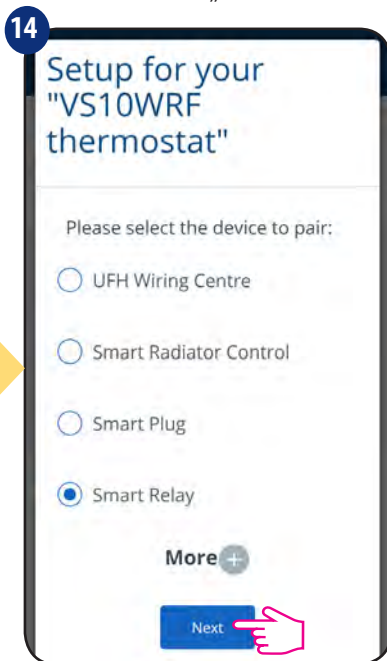 14
Setup for your
"VS10WRF
thermostat"
Please select the device to pair:
UFH Wiring Centre
Smart Radiator Control
Smart Plug
Smart Relay
More
Next